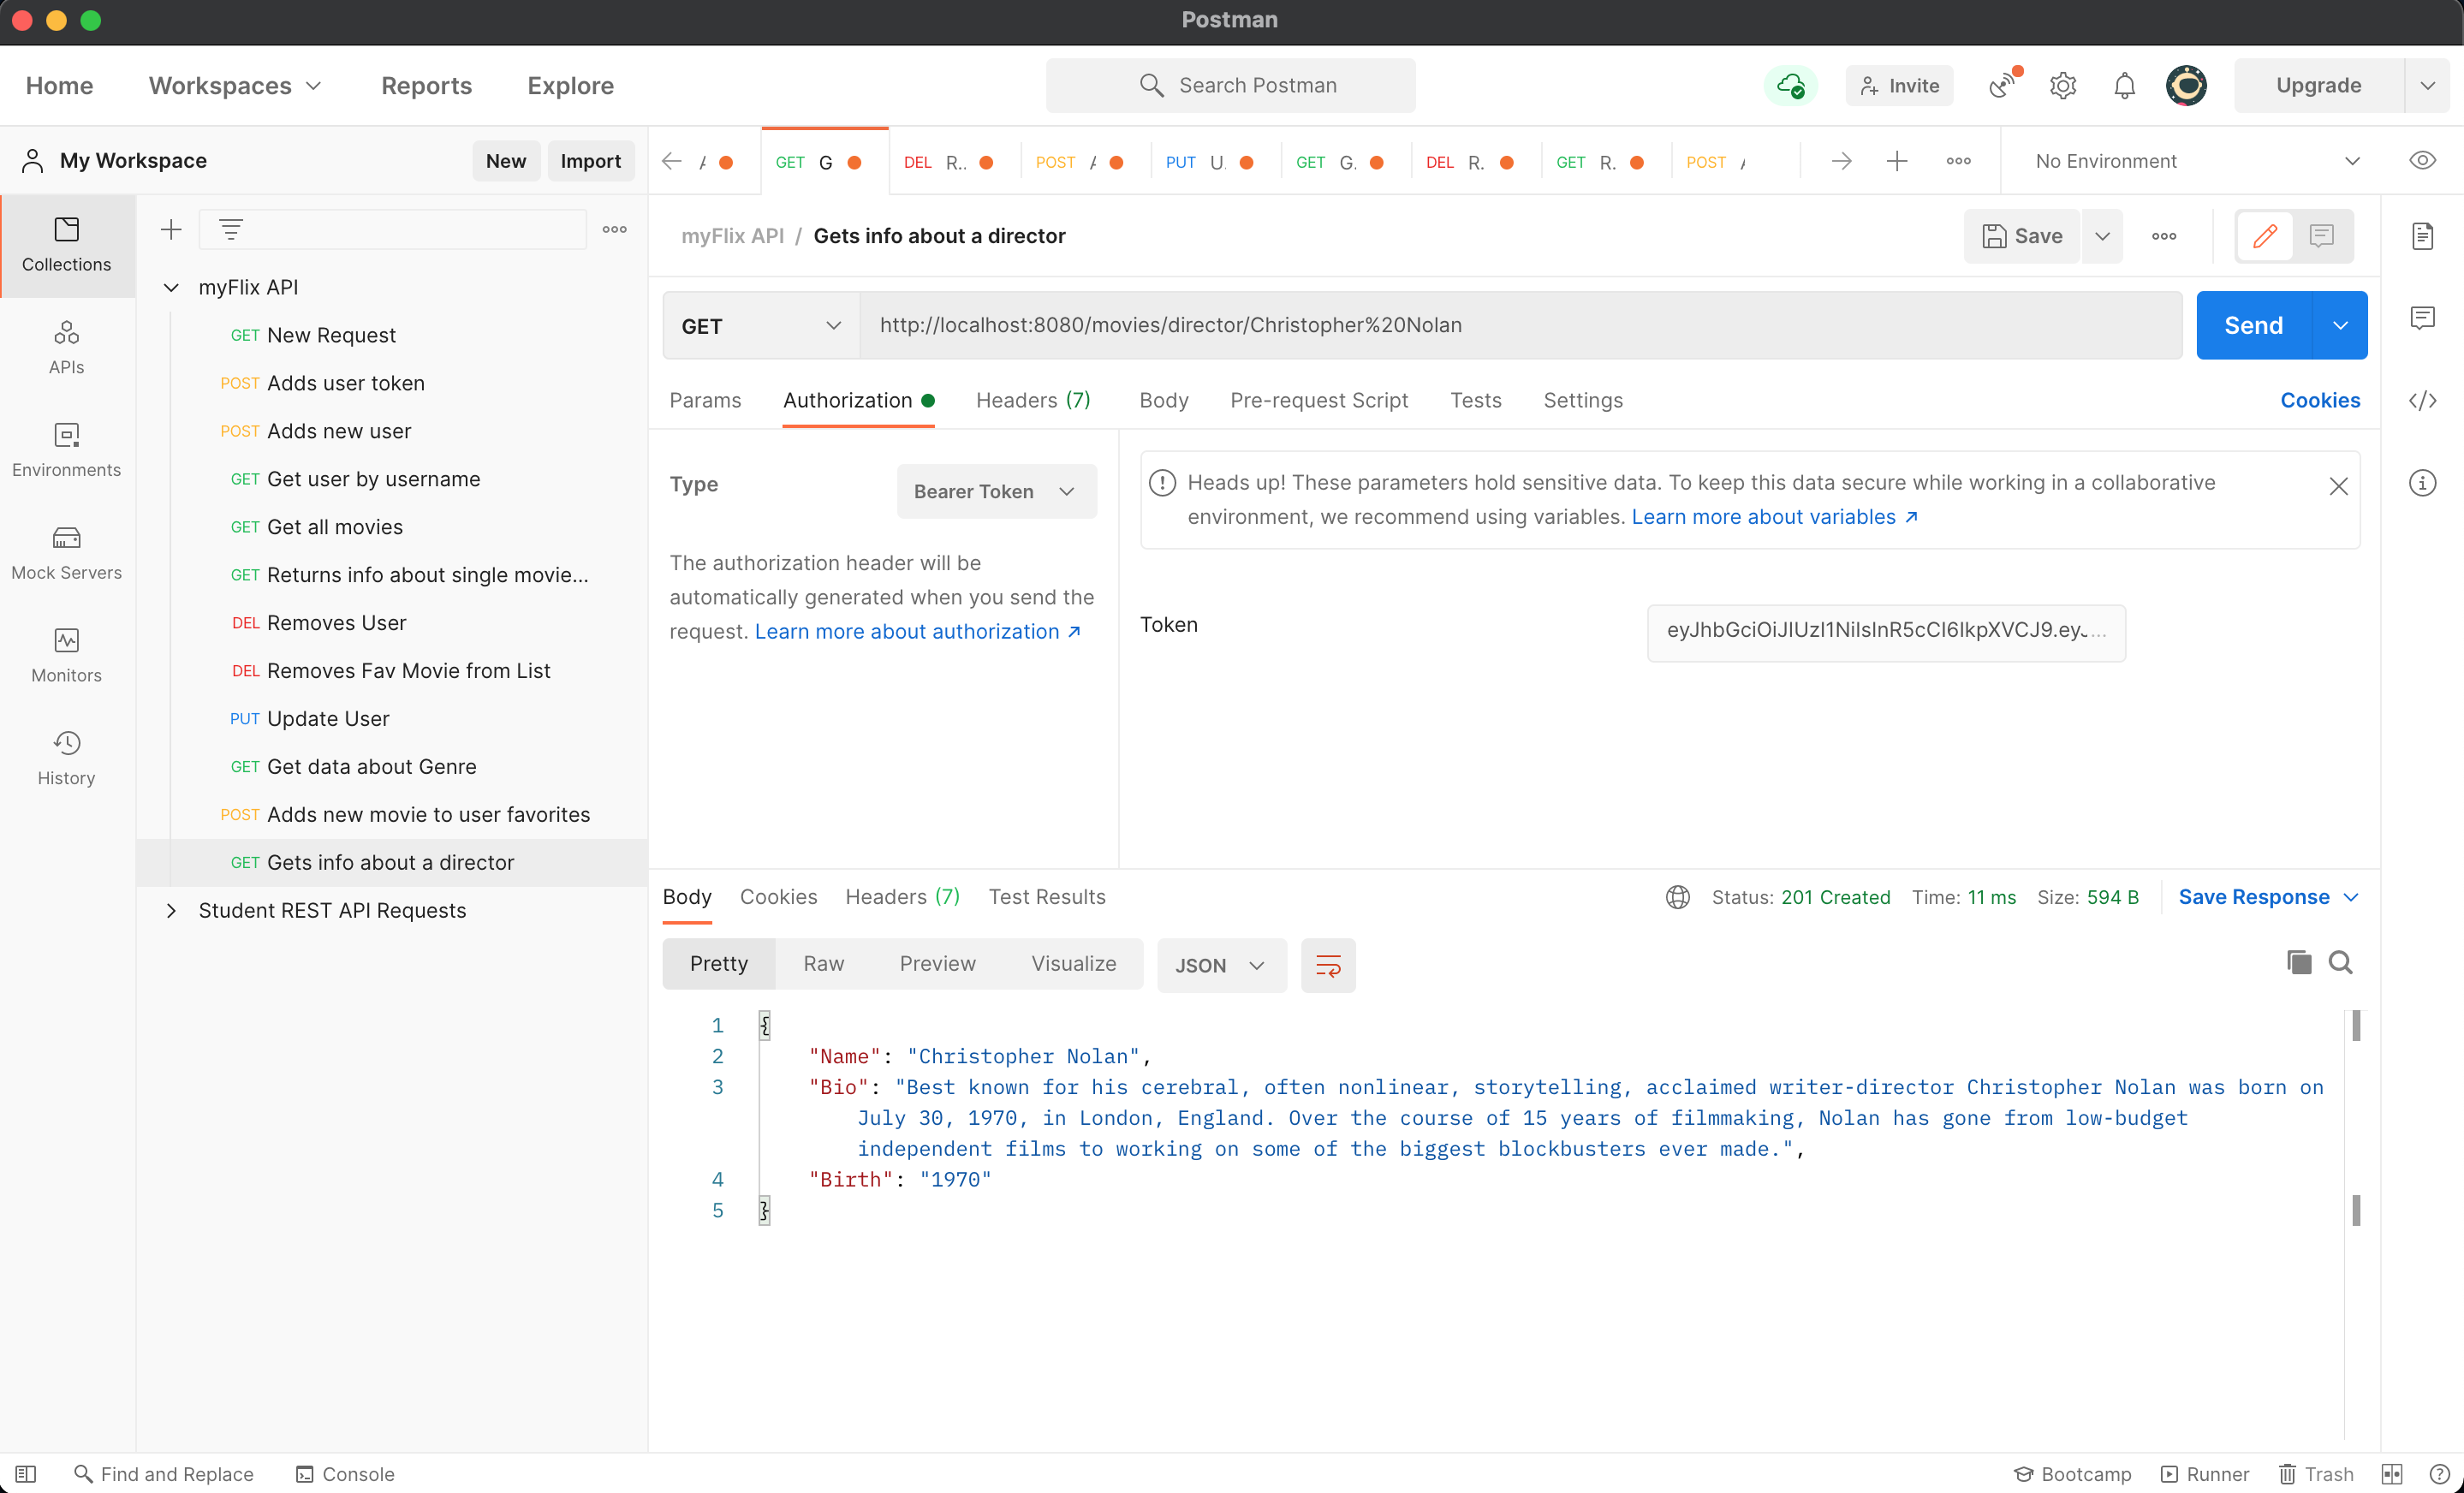 Postman
Home Workspaces Reports Explore Search Postman Invite Upgrade
My Workspace New Import
GET G DEL R.. POST PUT U. GET G. DEL R. GET R. POST No Environment
Collections
APIs
Environments
Mock Servers
Monitors
History
myFlix API
GET New Request
POST Adds user token
POST Adds new user
GET Get user by username
GET Get all movies
GET Returns info about single movie...
DEL Removes User
DEL Removes Fav Movie from List
PUT Update User
GET Get data about Genre
POST Adds new movie to user favorites
GET Gets info about a director
Student REST API Requests
myFlix API / Gets info about a director Save
GET http://localhost:8080/movies/director/Christopher%20Nolan Send
Params Authorization Headers (7) Body Pre-request Script Tests Settings Cookies
Type Bearer Token
The authorization header will be
automatically generated when you send the
request. Learn more about authorization ↗
Heads up! These parameters hold sensitive data. To keep this data secure while working in a collaborative
environment, we recommend using variables. Learn more about variables ↗
Token
Body Cookies Headers (7) Test Results Status: 201 Created Time: 11 ms Size: 594 B Save Response
Pretty Raw Preview Visualize JSON
1 {
2 "Name": "Christopher Nolan",
3 "Bio": "Best known for his cerebral, often nonlinear, storytelling, acclaimed writer-director Christopher Nolan was born on
July 30, 1970, in London, England. Over the course of 15 years of filmmaking, Nolan has gone from low-budget
independent films to working on some of the biggest blockbusters ever made.",
4 "Birth": "1970"
5 }
Find and Replace Console Bootcamp Runner Trash